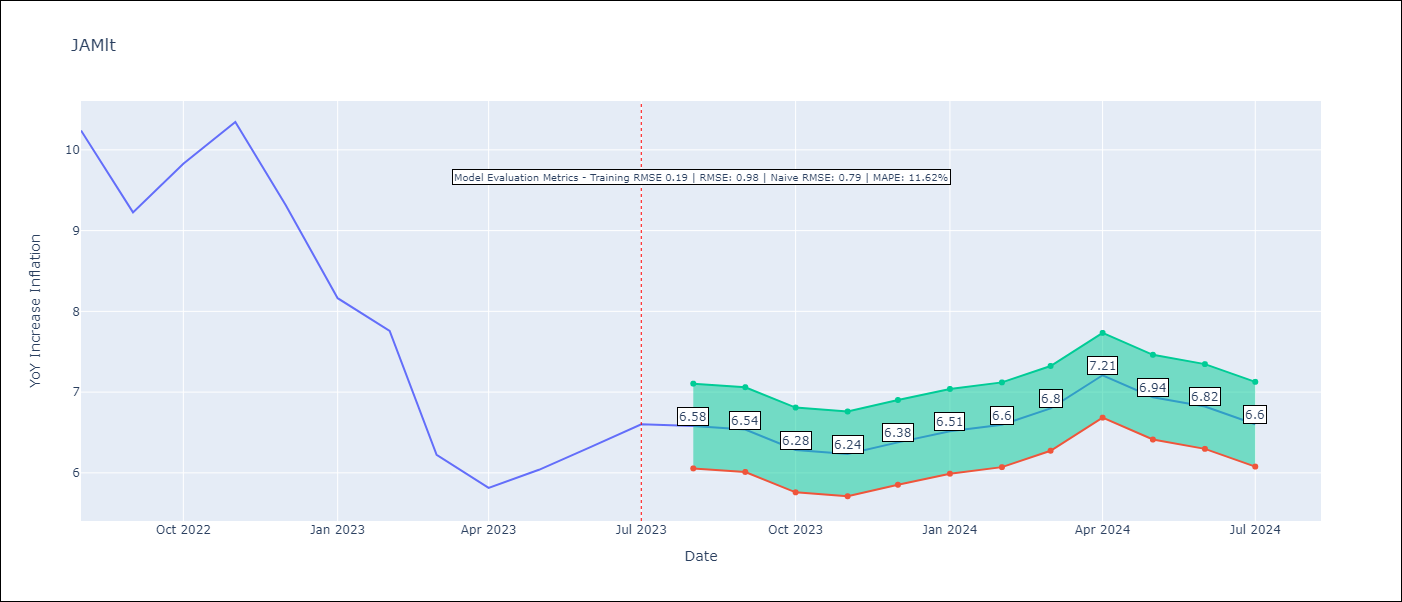 JAMlt
10
9
8
7
6
YoY Increase Inflation
Model Evaluation Metrics - Training RMSE 0.19 | RMSE: 0.98 | Naive RMSE: 0.79 | MAPE: 11.62%
6.58
6.54
6.28
6.24
6.38
6.51
6.6
6.8
7.21
6.94
6.82
6.6
Oct 2022
Jan 2023
Apr 2023
Jul 2023
Oct 2023
Jan 2024
Apr 2024
Jul 2024
Date